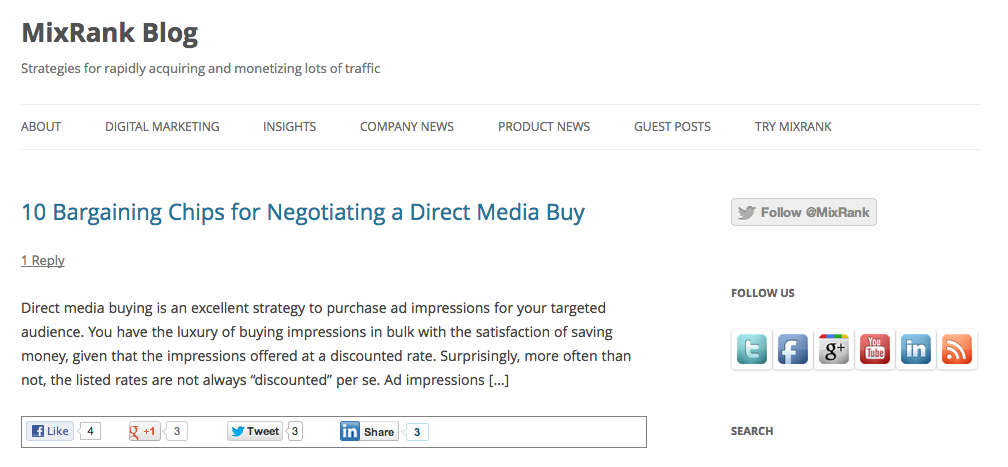 MixRank Blog
Strategies for rapidly acquiring and monetizing lots of traffic
ABOUT DIGITAL MARKETING INSIGHTS COMPANY NEWS PRODUCT NEWS GUEST POSTS TRY MIXRANK
10 Bargaining Chips for Negotiating a Direct Media Buy
1 Reply
Direct media buying is an excellent strategy to purchase ad impressions for your targeted
audience. You have the luxury of buying impressions in bulk with the satisfaction of saving
money, given that the impressions offered at a discounted rate. Surprisingly, more often than
not, the listed rates are not always “discounted” per se. Ad impressions […]
Like 4 g +1 3 Tweet 3 in Share 3
Follow @MixRank
FOLLOW US
t f g+ You Tube in
SEARCH